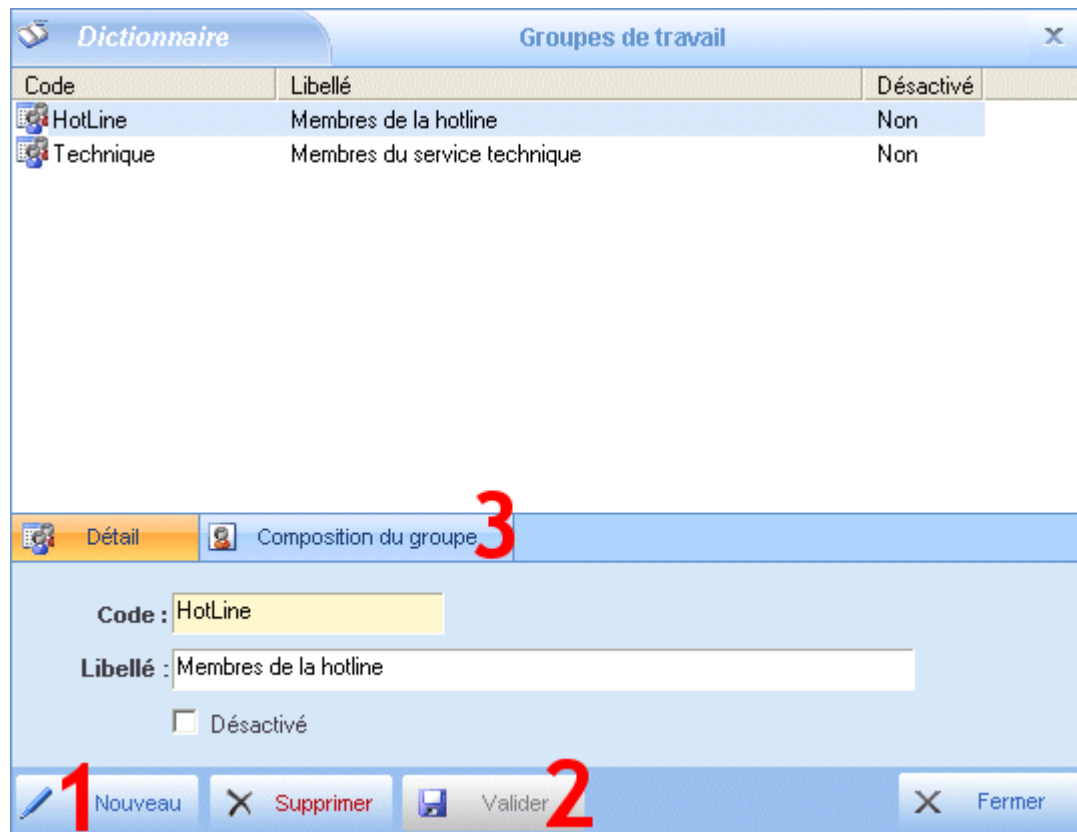 Dictionnaire Groupes de travail
Code Libellé Désactivé
HotLine Membres de la hotline Non
Technique Membres du service technique Non
Détail Composition du groupe 3
Code : HotLine
Libellé : Membres de la hotline
Désactivé
1 Nouveau Supprimer Valider 2 Fermer